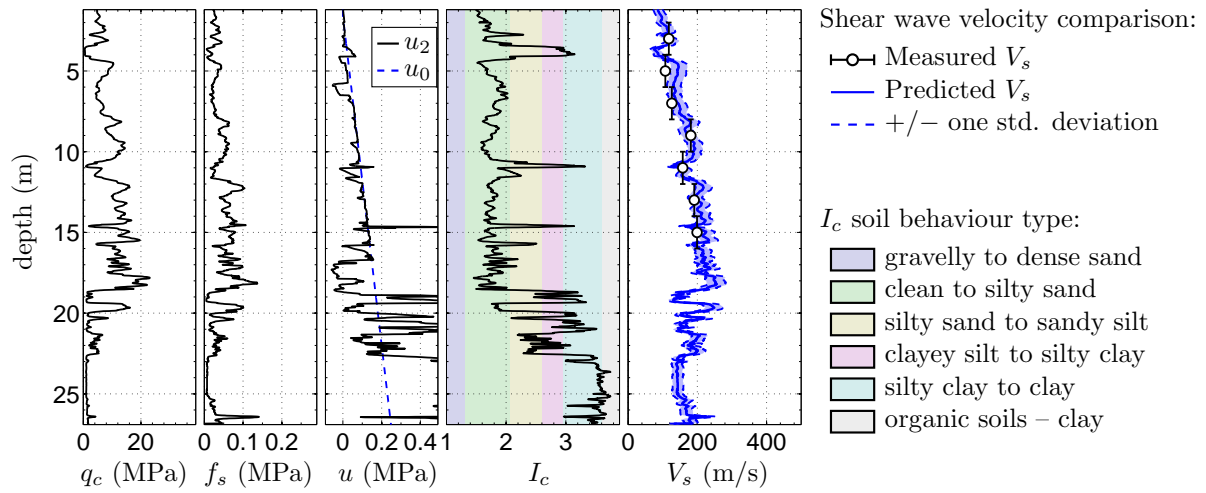 Shear wave velocity comparison:
Measured V_s
Predicted V_s
+/− one std. deviation
u_2
u_0
5
10
15
20
25
depth (m)
I_c soil behaviour type:
gravelly to dense sand
clean to silty sand
silty sand to sandy silt
clayey silt to silty clay
silty clay to clay
organic soils – clay
0 20
0 0.1 0.2
0 0.2 0.4
1 2 3
0 200 400
q_c (MPa)
f_s (MPa)
u (MPa)
I_c
V_s (m/s)